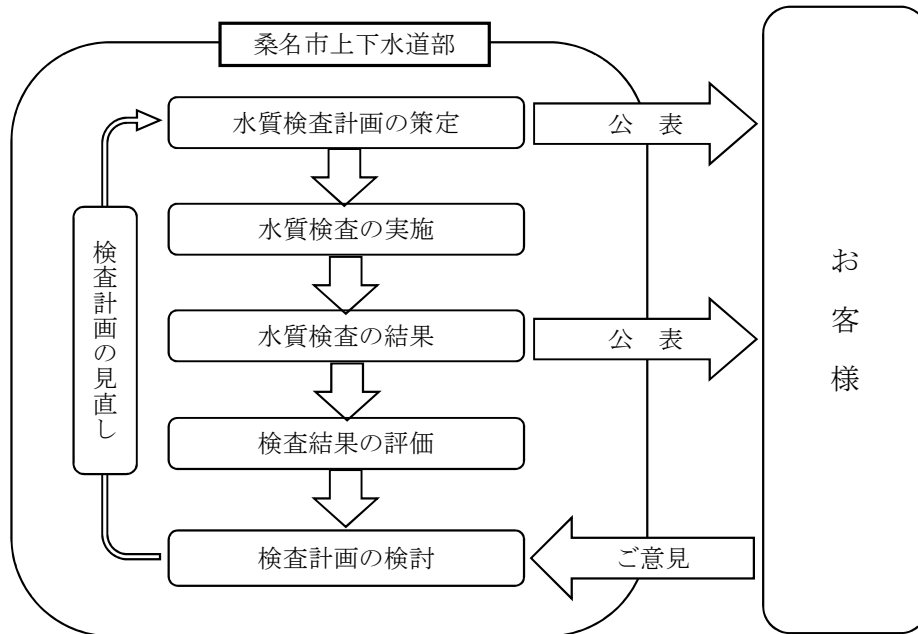 桑名市上下水道部
水質検査計画の策定
公 表
水質検査の実施
水質検査の結果
公 表
検査結果の評価
検査計画の検討
ご意見
検査計画の見直し
お客様